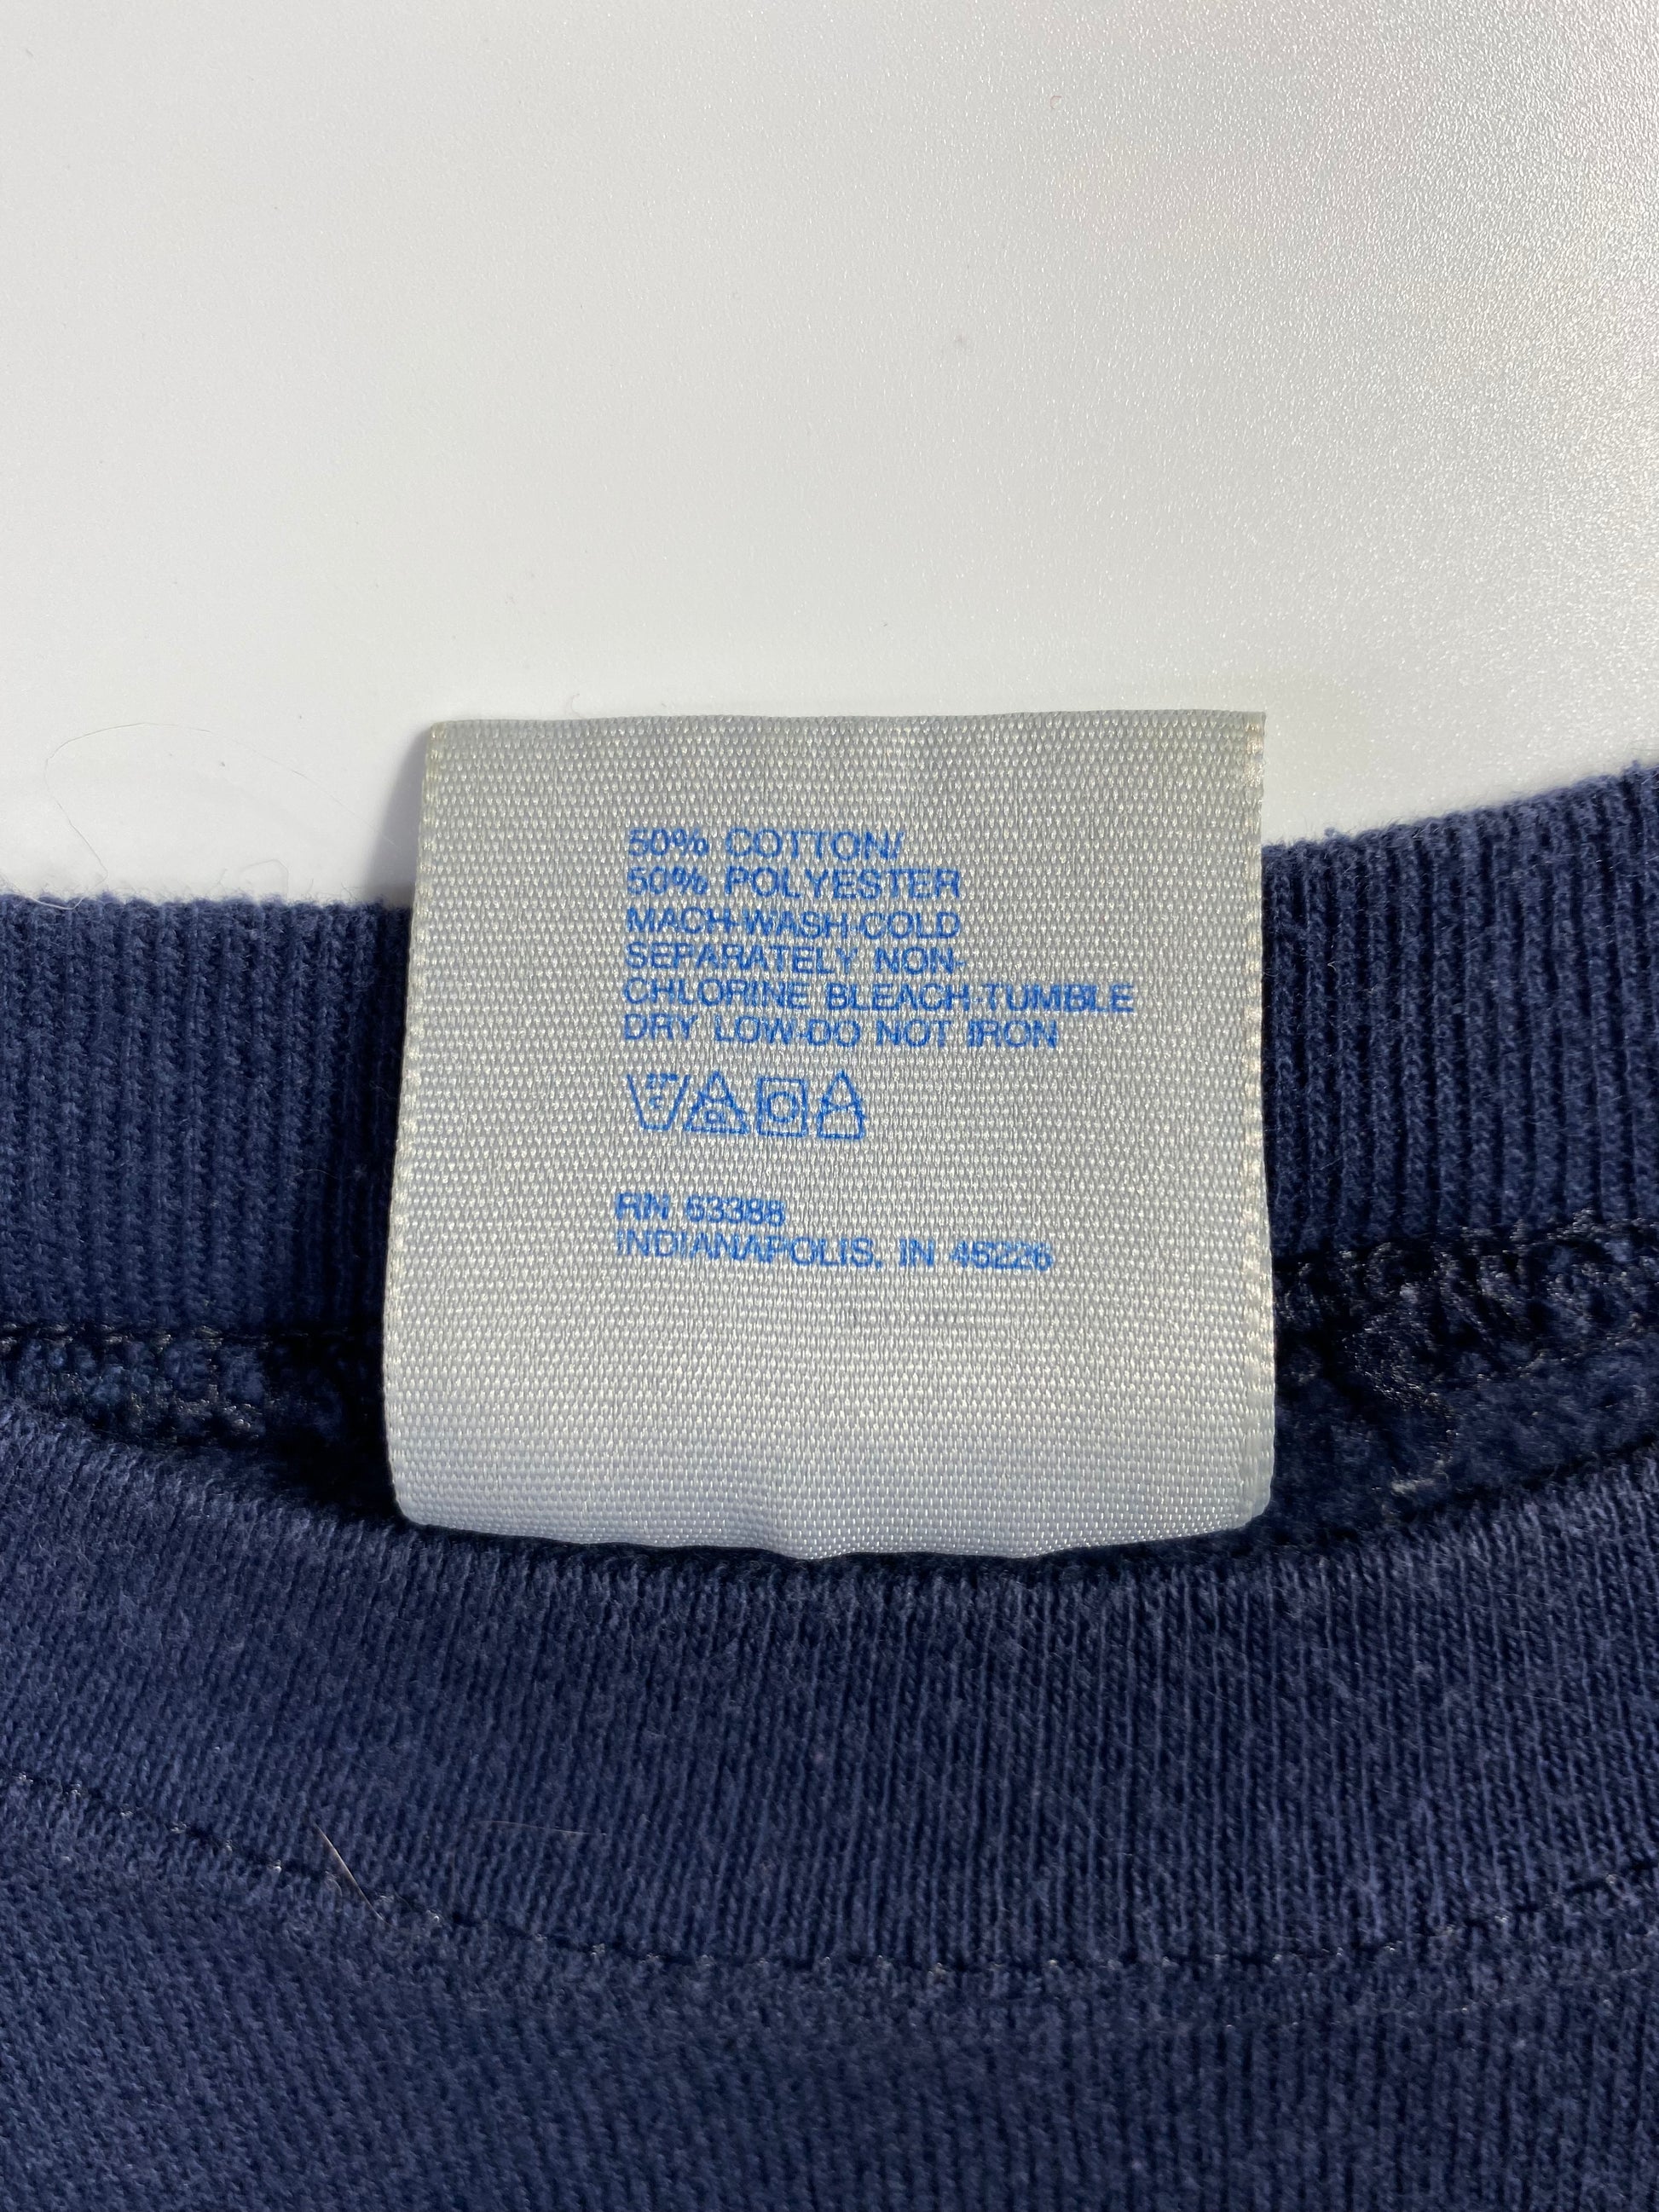 50% COTTON/
50% POLYESTER
MACH-WASH-COLD
SEPARATELY NON-
CHLORINE BLEACH-TUMBLE
DRY LOW-DO NOT IRON
RN 63388
INDIANAPOLIS, IN 46226